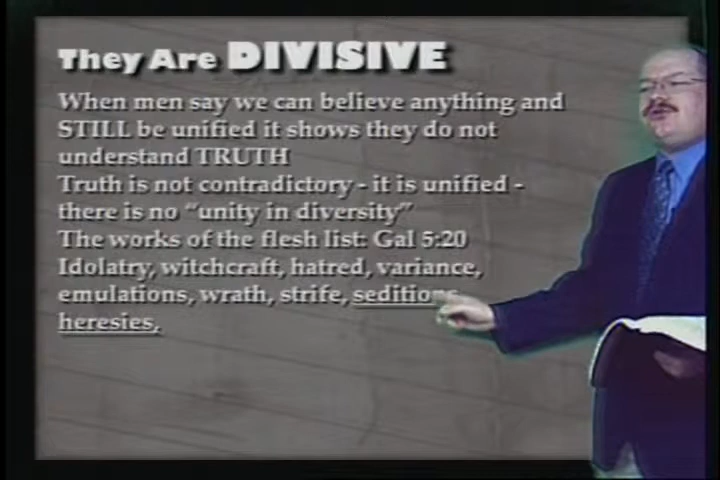 They Are DIVISIVE
When men say we can believe anything and
STILL be unified it shows they do not
understand TRUTH
Truth is not contradictory - it is unified -
there is no “unity in diversity”
The works of the flesh list: Gal 5:20
Idolatry, witchcraft, hatred, variance,
emulations, wrath, strife, seditions
heresies,